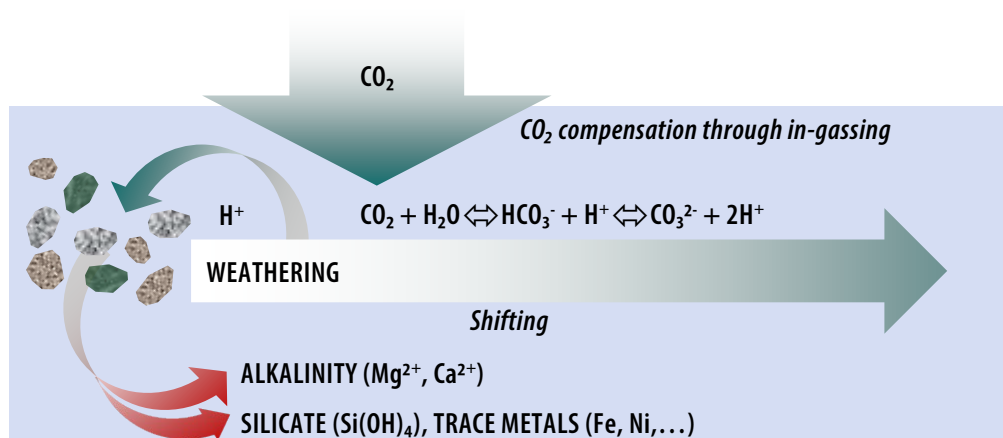 CO₂
CO₂ compensation through in-gassing
H⁺
CO₂ + H₂O ⇔ HCO₃⁻ + H⁺ ⇔ CO₃²⁻ + 2H⁺
WEATHERING
Shifting
ALKALINITY (Mg²⁺, Ca²⁺)
SILICATE (Si(OH)₄), TRACE METALS (Fe, Ni,…)